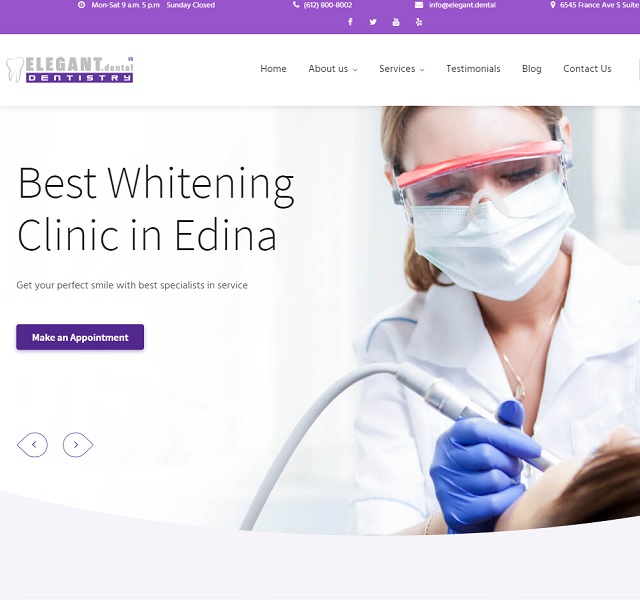 Mon-Sat 9 a.m. 5 p.m   Sunday Closed   (612) 800-8002   info@elegant.dental   6545 France Ave S Suite
ELEGANT.dental
DENTISTRY
Home   About us   Services   Testimonials   Blog   Contact Us
Best Whitening
Clinic in Edina
Get your perfect smile with best specialists in service
Make an Appointment